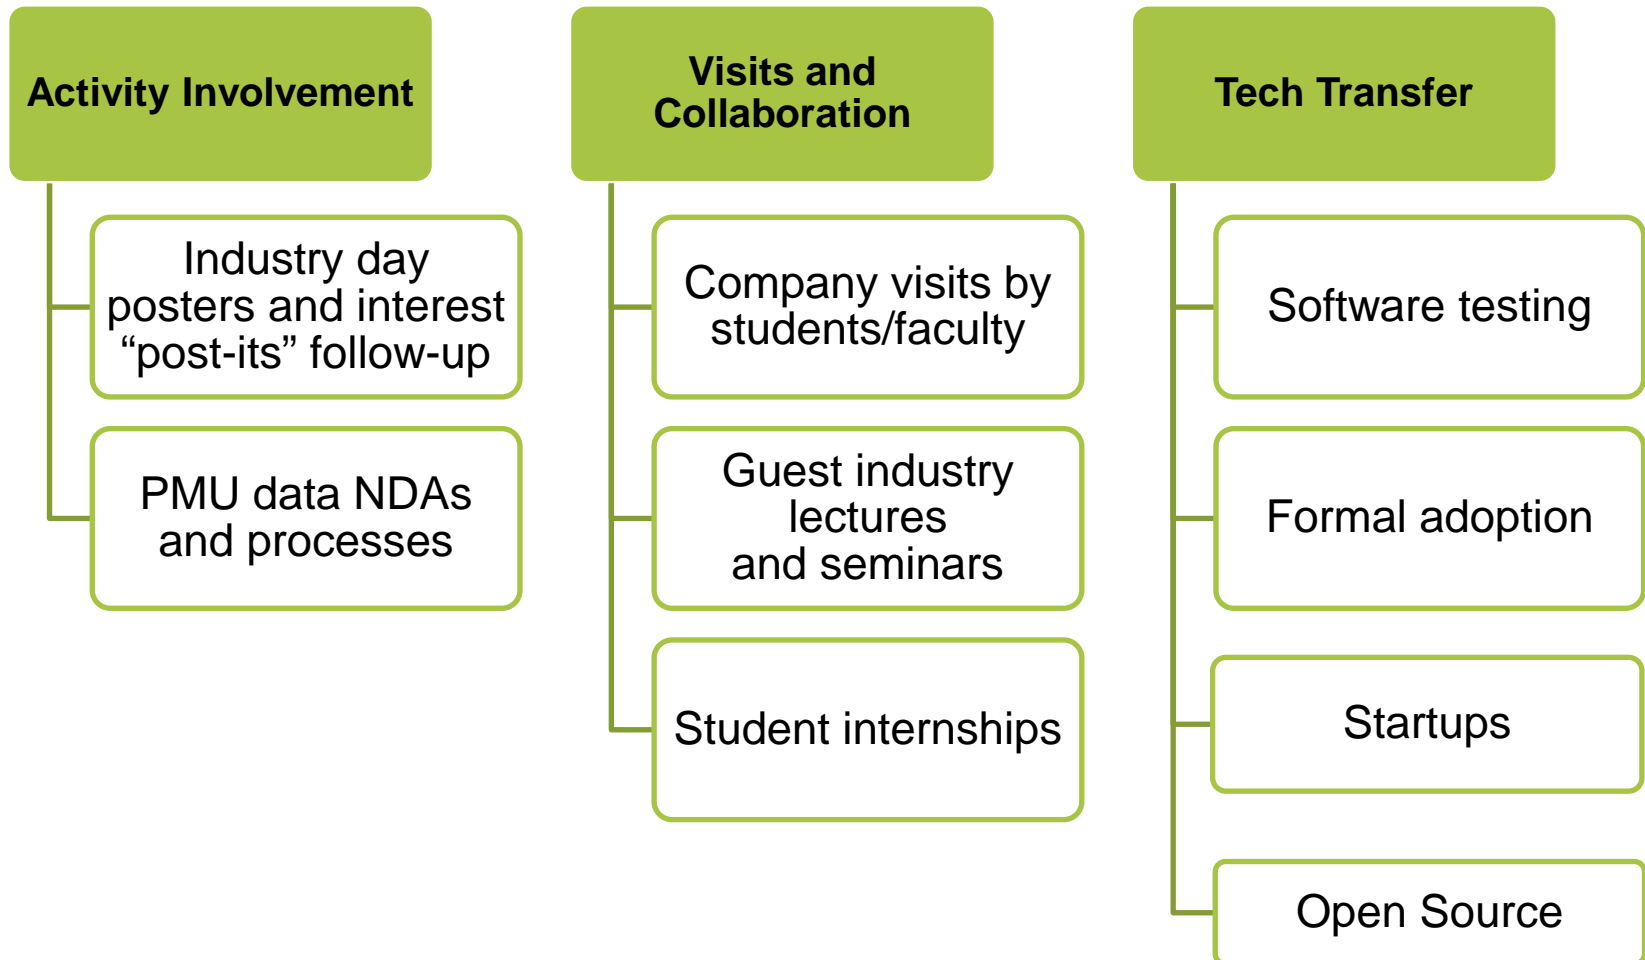 Activity Involvement
Industry day
posters and interest
“post-its” follow-up
PMU data NDAs
and processes
Visits and
Collaboration
Company visits by
students/faculty
Guest industry
lectures
and seminars
Student internships
Tech Transfer
Software testing
Formal adoption
Startups
Open Source